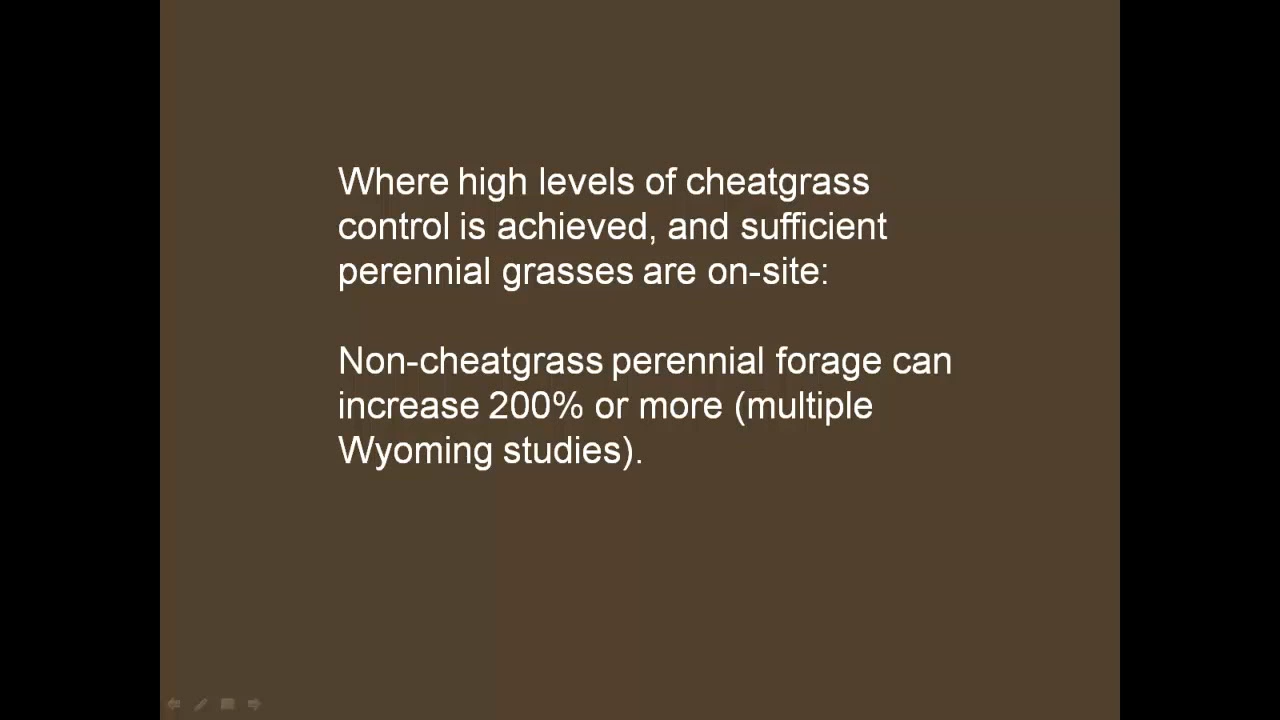 Where high levels of cheatgrass
control is achieved, and sufficient
perennial grasses are on-site:
Non-cheatgrass perennial forage can
increase 200% or more (multiple
Wyoming studies).